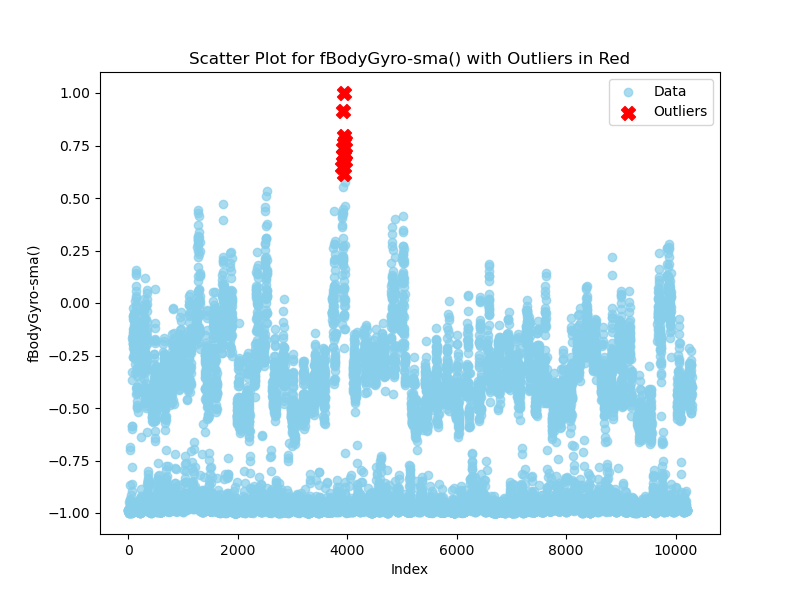 Scatter Plot for fBodyGyro-sma() with Outliers in Red
Data
Outliers
1.00
0.75
0.50
0.25
0.00
−0.25
−0.50
−0.75
−1.00
fBodyGyro-sma()
0 2000 4000 6000 8000 10000
Index